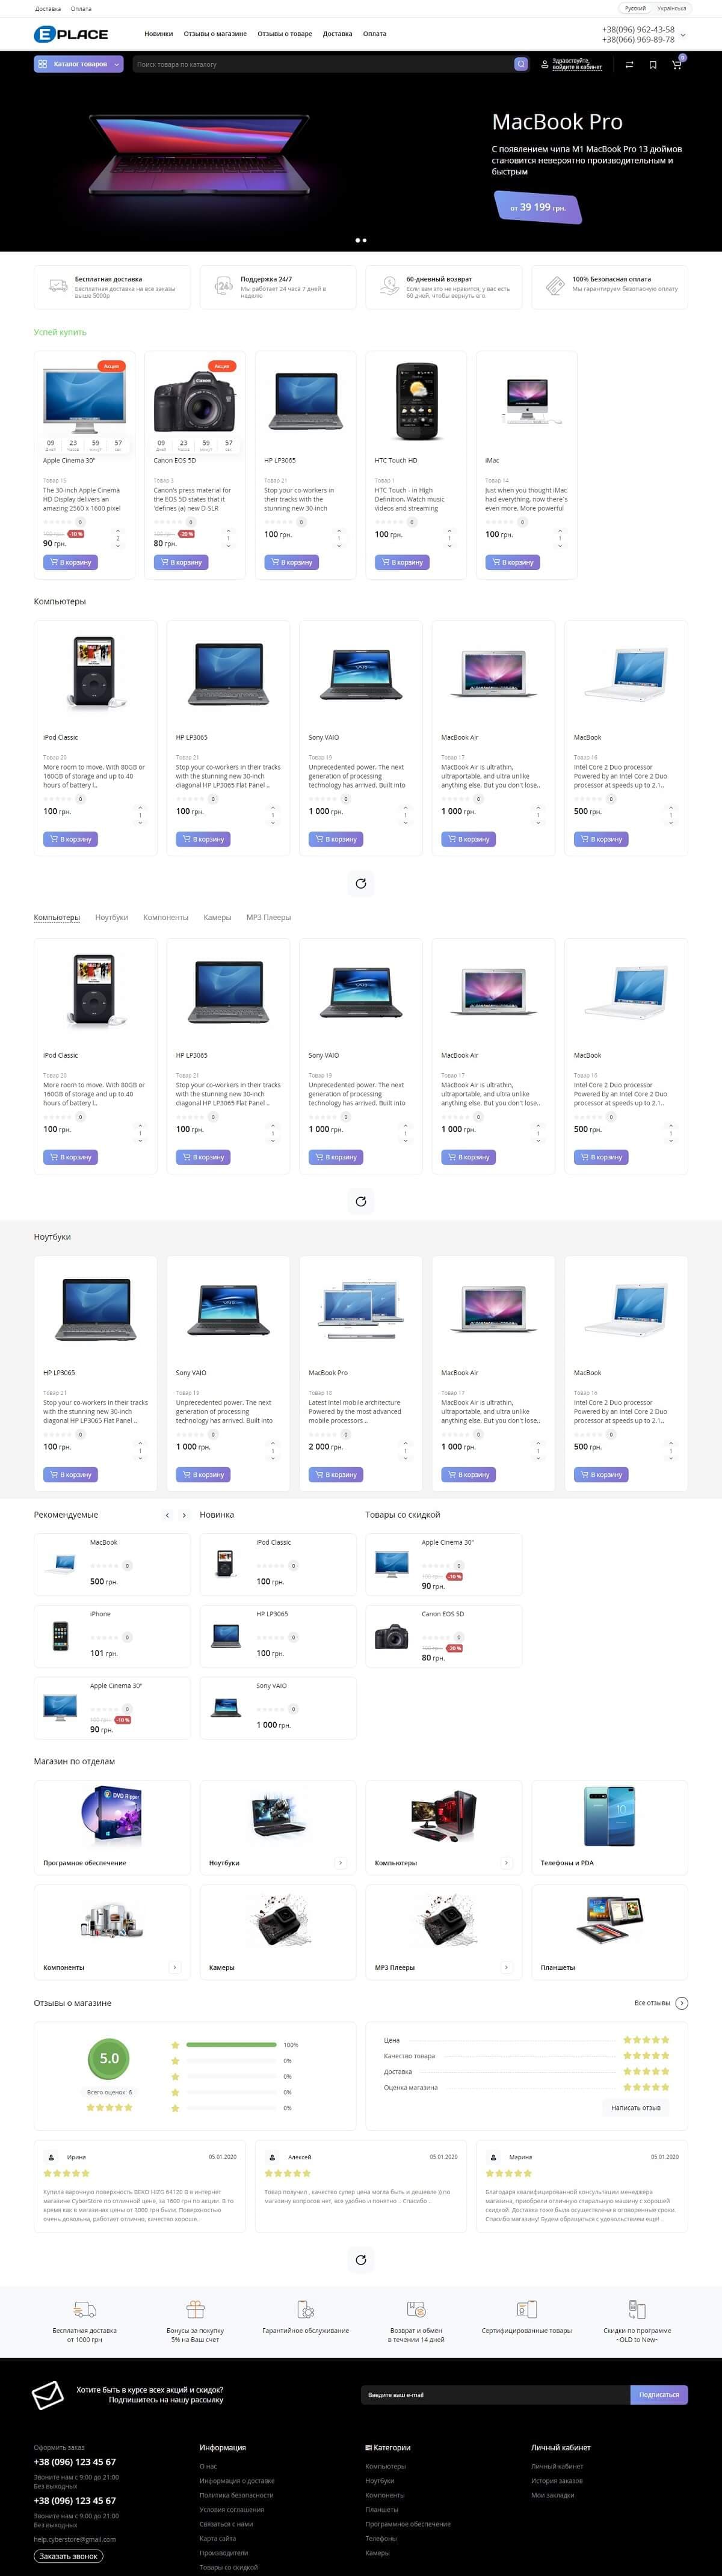 Доставка
Оплата
Русский
Українська
EPLACE
Новинки
Отзывы о магазине
Отзывы о товаре
Доставка
Оплата
+38(096) 962-43-58
+38(066) 969-89-78
Каталог товаров
Поиск товара по каталогу
Здравствуйте,
войдите в кабинет
0
MacBook Pro
С появлением чипа M1 MacBook Pro 13 дюймов
становится невероятно производительным и
быстрым
от 39 199 грн.
Бесплатная доставка
Бесплатная доставка на все заказы
выше 5000р
Поддержка 24/7
Мы работает 24 часа 7 дней в
неделю
60-дневный возврат
Если вам это не нравится, у вас есть
60 дней, чтобы вернуть его.
100% Безопасная оплата
Мы гарантируем безопасную оплату
Успей купить
Акция
09 23 59 57
Apple Cinema 30"
Товар 15
The 30-inch Apple Cinema
HD Display delivers an
amazing 2560 x 1600 pixel
0
100 грн. -10 %
90 грн.
2
В корзину
Акция
09 23 59 57
Canon EOS 5D
Товар 3
Canon's press material for
the EOS 5D states that it
'defines (a) new D-SLR
0
100 грн. -20 %
80 грн.
1
В корзину
HP LP3065
Товар 21
Stop your co-workers in
their tracks with the
stunning new 30-inch
0
100 грн.
1
В корзину
HTC Touch HD
Товар 1
HTC Touch - in High
Definition. Watch music
videos and streaming
0
100 грн.
1
В корзину
iMac
Товар 14
Just when you thought iMac
had everything, now there´s
even more. More powerful
0
100 грн.
1
В корзину
Компьютеры
iPod Classic
Товар 20
More room to move. With 80GB or
160GB of storage and up to 40
hours of battery l..
0
100 грн.
1
В корзину
HP LP3065
Товар 21
Stop your co-workers in their tracks
with the stunning new 30-inch
diagonal HP LP3065 Flat Panel ..
0
100 грн.
1
В корзину
Sony VAIO
Товар 19
Unprecedented power. The next
generation of processing
technology has arrived. Built into
0
1 000 грн.
1
В корзину
MacBook Air
Товар 17
MacBook Air is ultrathin,
ultraportable, and ultra unlike
anything else. But you don't lose..
0
1 000 грн.
1
В корзину
MacBook
Товар 16
Intel Core 2 Duo processor
Powered by an Intel Core 2 Duo
processor at speeds up to 2.1..
0
500 грн.
1
В корзину
Компьютеры
Ноутбуки
Компоненты
Камеры
MP3 Плееры
iPod Classic
Товар 20
More room to move. With 80GB or
160GB of storage and up to 40
hours of battery l..
0
100 грн.
1
В корзину
HP LP3065
Товар 21
Stop your co-workers in their tracks
with the stunning new 30-inch
diagonal HP LP3065 Flat Panel ..
0
100 грн.
1
В корзину
Sony VAIO
Товар 19
Unprecedented power. The next
generation of processing
technology has arrived. Built into
0
1 000 грн.
1
В корзину
MacBook Air
Товар 17
MacBook Air is ultrathin,
ultraportable, and ultra unlike
anything else. But you don't lose..
0
1 000 грн.
1
В корзину
MacBook
Товар 16
Intel Core 2 Duo processor
Powered by an Intel Core 2 Duo
processor at speeds up to 2.1..
0
500 грн.
1
В корзину
Ноутбуки
HP LP3065
Товар 21
Stop your co-workers in their tracks
with the stunning new 30-inch
diagonal HP LP3065 Flat Panel ..
0
100 грн.
1
В корзину
Sony VAIO
Товар 19
Unprecedented power. The next
generation of processing
technology has arrived. Built into
0
1 000 грн.
1
В корзину
MacBook Pro
Товар 18
Latest Intel mobile architecture
Powered by the most advanced
mobile processors ..
0
2 000 грн.
1
В корзину
MacBook Air
Товар 17
MacBook Air is ultrathin,
ultraportable, and ultra unlike
anything else. But you don't lose..
0
1 000 грн.
1
В корзину
MacBook
Товар 16
Intel Core 2 Duo processor
Powered by an Intel Core 2 Duo
processor at speeds up to 2.1..
0
500 грн.
1
В корзину
Рекомендуемые
MacBook
0
500 грн.
iPhone
0
101 грн.
Apple Cinema 30"
0
100 грн. -10 %
90 грн.
Новинка
iPod Classic
0
100 грн.
HP LP3065
0
100 грн.
Sony VAIO
0
1 000 грн.
Товары со скидкой
Apple Cinema 30"
0
100 грн. -10 %
90 грн.
Canon EOS 5D
0
100 грн. -20 %
80 грн.
Магазин по отделам
DVD Ripper
Програмное обеспечение
Ноутбуки
Компьютеры
Телефоны и PDA
Компоненты
Камеры
MP3 Плееры
Планшеты
Отзывы о магазине
Все отзывы
5.0
Всего оценок: 6
100%
0%
0%
0%
0%
Цена
Качество товара
Доставка
Оценка магазина
Написать отзыв
Ирина
05.01.2020
Купила варочную поверхность BEKO HIZG 64120 B в интернет
магазине CyberStore по отличной цене, за 1600 грн по акции. В то
время как в магазинах цены от 3000 грн были. Поверхностью
очень довольна, работает отлично, качество хороше..
Алексей
05.01.2020
Товар получил , качество супер цена могла быть и дешевле )) по
магазину вопросов нет, все удобно и понятно .. Спасибо ..
Марина
05.01.2020
Благодаря квалифицированной консультации менеджера
магазина, приобрели отличную стиральную машину с хорошей
скидкой. Доставка тоже была осуществлена в оговоренные сроки.
Спасибо магазину! Будем обращаться с удовольствием еще! ..
Бесплатная доставка
от 1000 грн
Бонусы за покупку
5% на Ваш счет
Гарантийное обслуживание
Возврат и обмен
в течении 14 дней
Сертифицированные товары
Скидки по программе
~OLD to New~
Хотите быть в курсе всех акций и скидок?
Подпишитесь на нашу рассылку
Введите ваш e-mail
Подписаться
Оформить заказ
+38 (096) 123 45 67
Звоните нам с 9:00 до 21:00
Без выходных
+38 (096) 123 45 67
Звоните нам с 9:00 до 21:00
Без выходных
help.cyberstore@gmail.com
Заказать звонок
Информация
О нас
Информация о доставке
Политика безопасности
Условия соглашения
Связаться с нами
Карта сайта
Производители
Товары со скидкой
Категории
Компьютеры
Ноутбуки
Компоненты
Планшеты
Программное обеспечение
Телефоны
Камеры
Личный кабинет
Личный кабинет
История заказов
Мои закладки